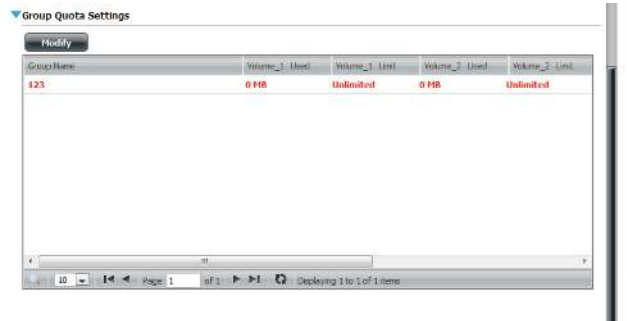 Group Quota Settings
Modify
Group Name Volume_1 Used Volume_1 Limit Volume_2 Used Volume_2 Limit
123 0 MB Unlimited 0 MB Unlimited
10 Page 1 of 1 Displaying 1 to 1 of 1 items